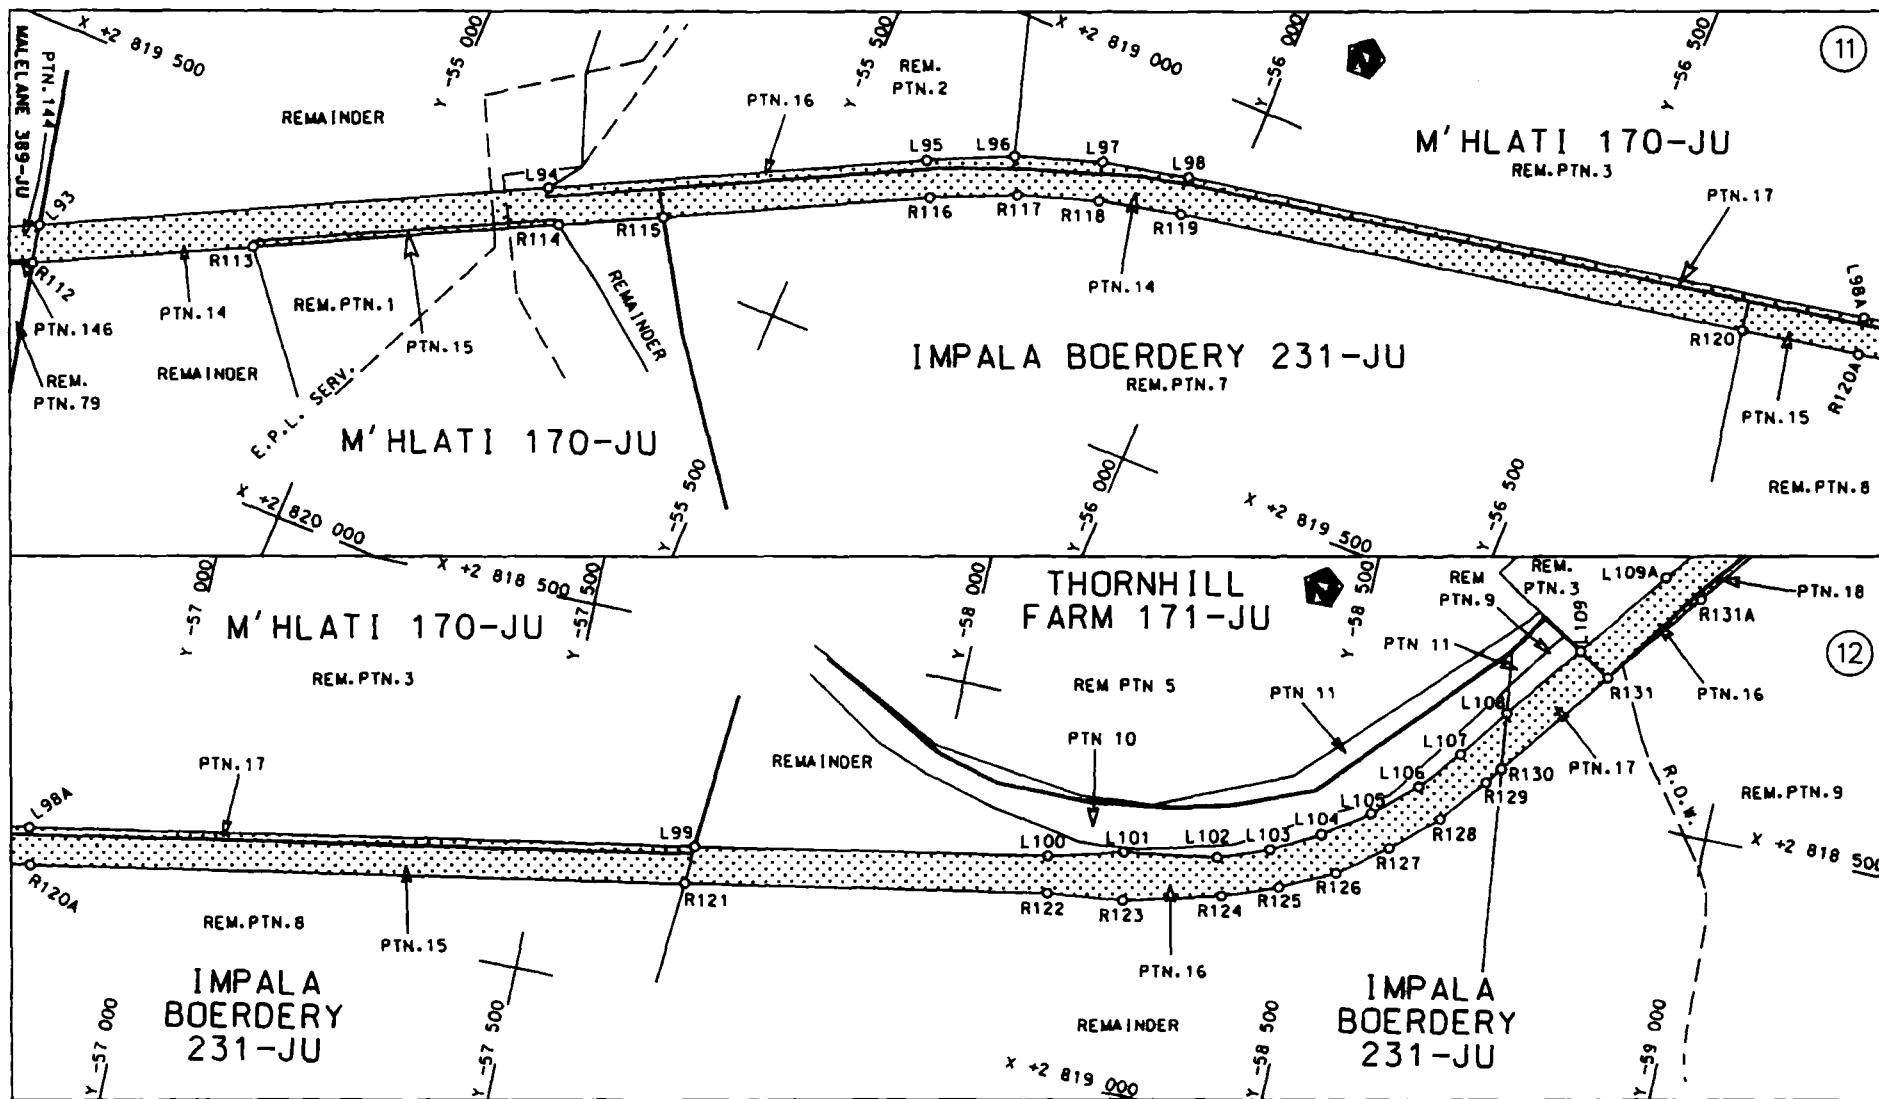 X +2 819 500
Y -55 000
Y -55 500
X +2 819 000
Y -56 000
Y -56 500
11
MALELANE 389-JU
PTN.144
REMAINDER
PTN.16
REM.
PTN.2
M'HLATI 170-JU
REM.PTN.3
PTN.17
L93
L94
L95
L96
L97
L98
L98A
R112
R113
R114
R115
R116
R117
R118
R119
R120
R120A
PTN.146
PTN.14
REM.PTN.1
PTN.15
REMAINDER
PTN.14
REMAINDER
REM.
PTN.79
E.P.L. SERV.
M'HLATI 170-JU
IMPALA BOERDERY 231-JU
REM.PTN.7
PTN.15
REM.PTN.8
X +2 820 000
Y -55 500
Y -56 000
X +2 819 500
Y -56 500
Y -57 000
X +2 818 500
Y -57 500
Y -58 000
Y -58 500
THORNHILL
FARM 171-JU
M'HLATI 170-JU
REM.PTN.3
REM
PTN.9
REM.
PTN.3
L109A
PTN.18
R131A
12
L109
PTN 11
REM PTN 5
PTN 11
R131
PTN.16
PTN 10
REMAINDER
PTN.17
L98A
L99
L100
L101
L102
L103
L104
L105
L106
L107
L108
R130
R129
R128
R127
R126
R125
R124
R123
R122
R121
R120A
PTN.17
R.O.W.
REM.PTN.9
X +2 818 500
REM.PTN.8
PTN.15
PTN.16
IMPALA
BOERDERY
231-JU
REMAINDER
IMPALA
BOERDERY
231-JU
Y -57 000
Y -57 500
X +2 819 000
Y -58 500
Y -59 000